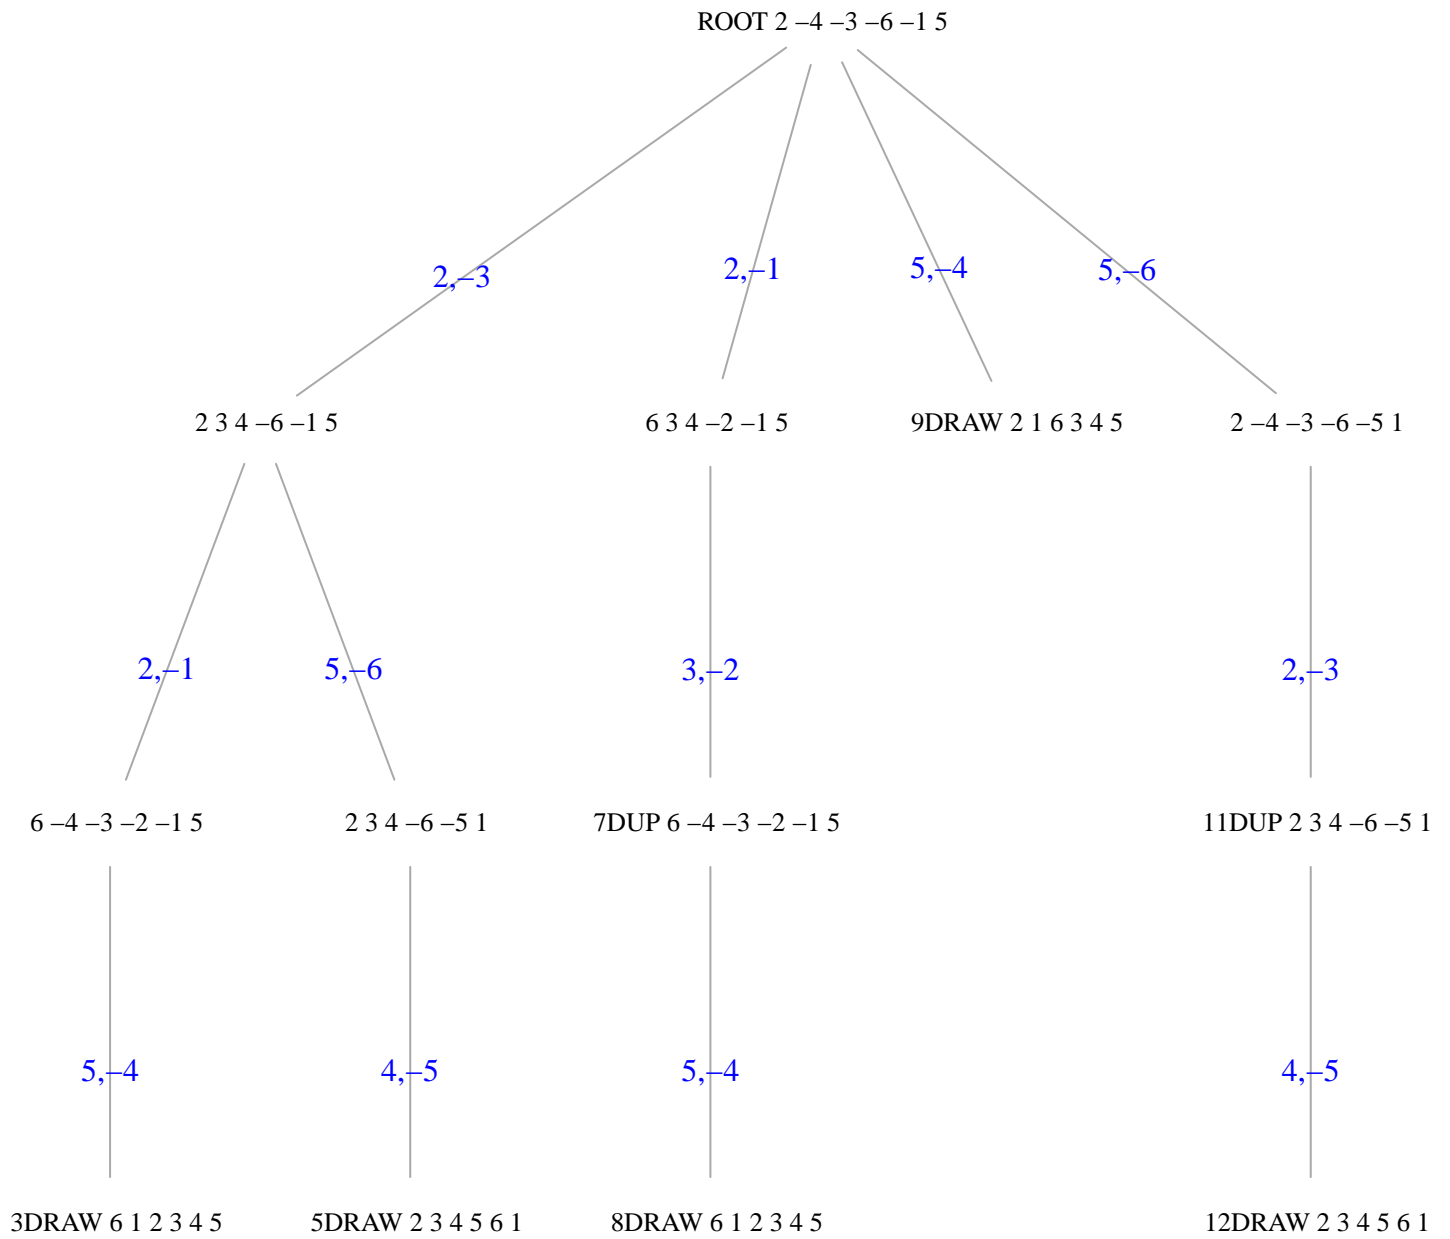 ROOT 2 –4 –3 –6 –1 5
2,–3
2,–1
5,–4
5,–6
2 3 4 –6 –1 5
6 3 4 –2 –1 5
9DRAW 2 1 6 3 4 5
2 –4 –3 –6 –5 1
2,–1
5,–6
3,–2
2,–3
6 –4 –3 –2 –1 5
2 3 4 –6 –5 1
7DUP 6 –4 –3 –2 –1 5
11DUP 2 3 4 –6 –5 1
5,–4
4,–5
5,–4
4,–5
3DRAW 6 1 2 3 4 5
5DRAW 2 3 4 5 6 1
8DRAW 6 1 2 3 4 5
12DRAW 2 3 4 5 6 1